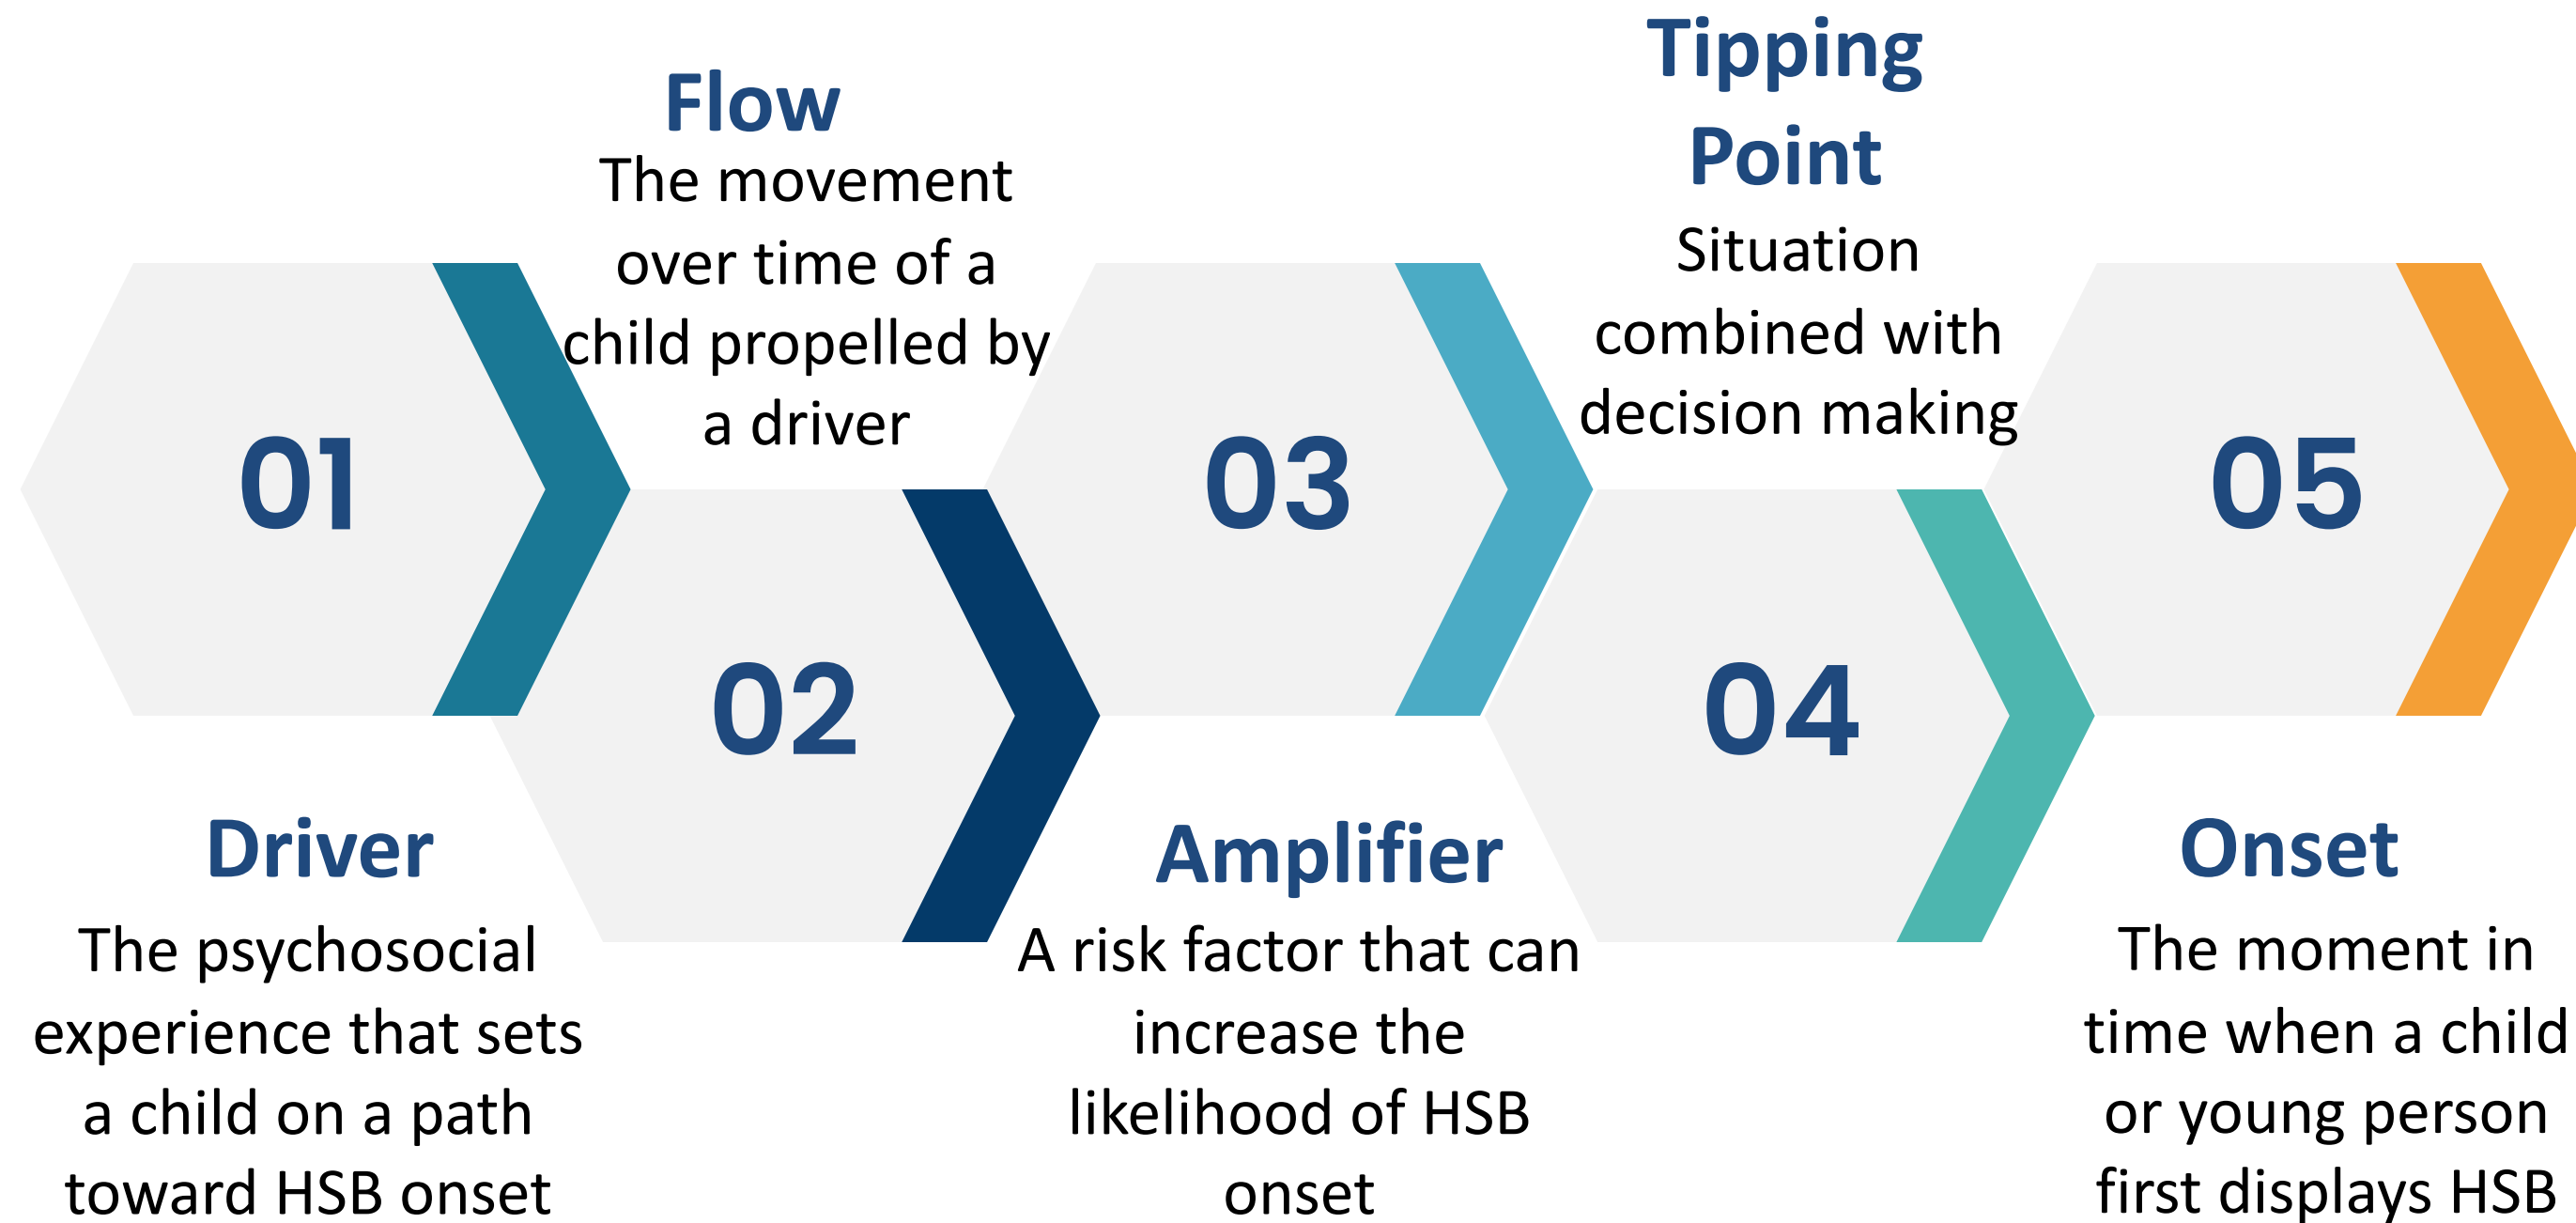 01
Driver
The psychosocial
experience that sets
a child on a path
toward HSB onset
Flow
The movement
over time of a
child propelled by
a driver
02
03
Amplifier
A risk factor that can
increase the
likelihood of HSB
onset
Tipping
Point
Situation
combined with
decision making
04
05
Onset
The moment in
time when a child
or young person
first displays HSB